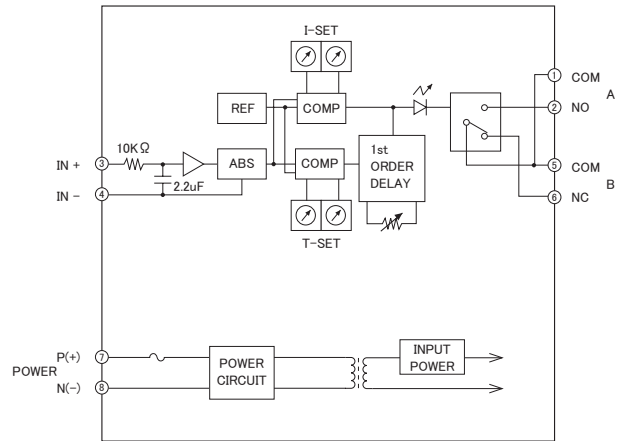 I-SET
① COM
A
REF
COMP
② NO
10KΩ
IN + ③
ABS
COMP
1st
ORDER
DELAY
⑤ COM
IN - ④
2.2uF
B
⑥ NC
T-SET
P(+) ⑦
POWER
N(-) ⑧
POWER
CIRCUIT
INPUT
POWER